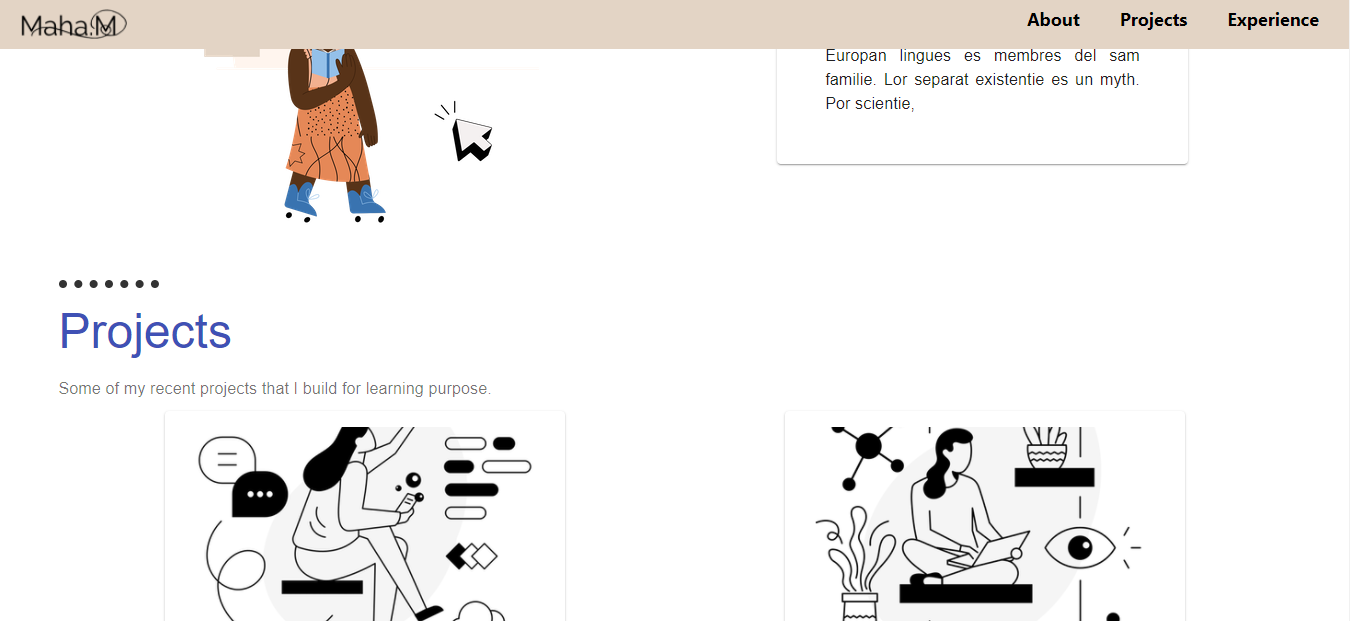 Maha.M
About Projects Experience
Europan lingues es membres del sam
familie. Lor separat existentie es un myth.
Por scientie,
Projects
Some of my recent projects that I build for learning purpose.